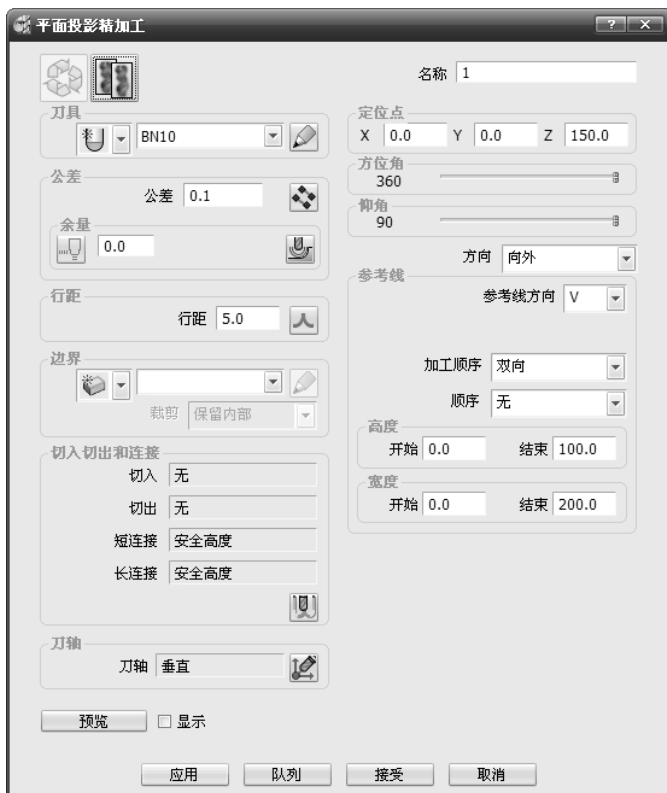 平面投影精加工
名称 1
刀具
BN10
公差
公差 0.1
余量
0.0
行距
行距 5.0
边界
裁剪 保留内部
切入切出和连接
切入 无
切出 无
短连接 安全高度
长连接 安全高度
刀轴
刀轴 垂直
预览 显示
定位点
X 0.0 Y 0.0 Z 150.0
方位角
360
仰角
90
方向 向外
参考线
参考线方向 V
加工顺序 双向
顺序 无
高度
开始 0.0 结束 100.0
宽度
开始 0.0 结束 200.0
应用 队列 接受 取消